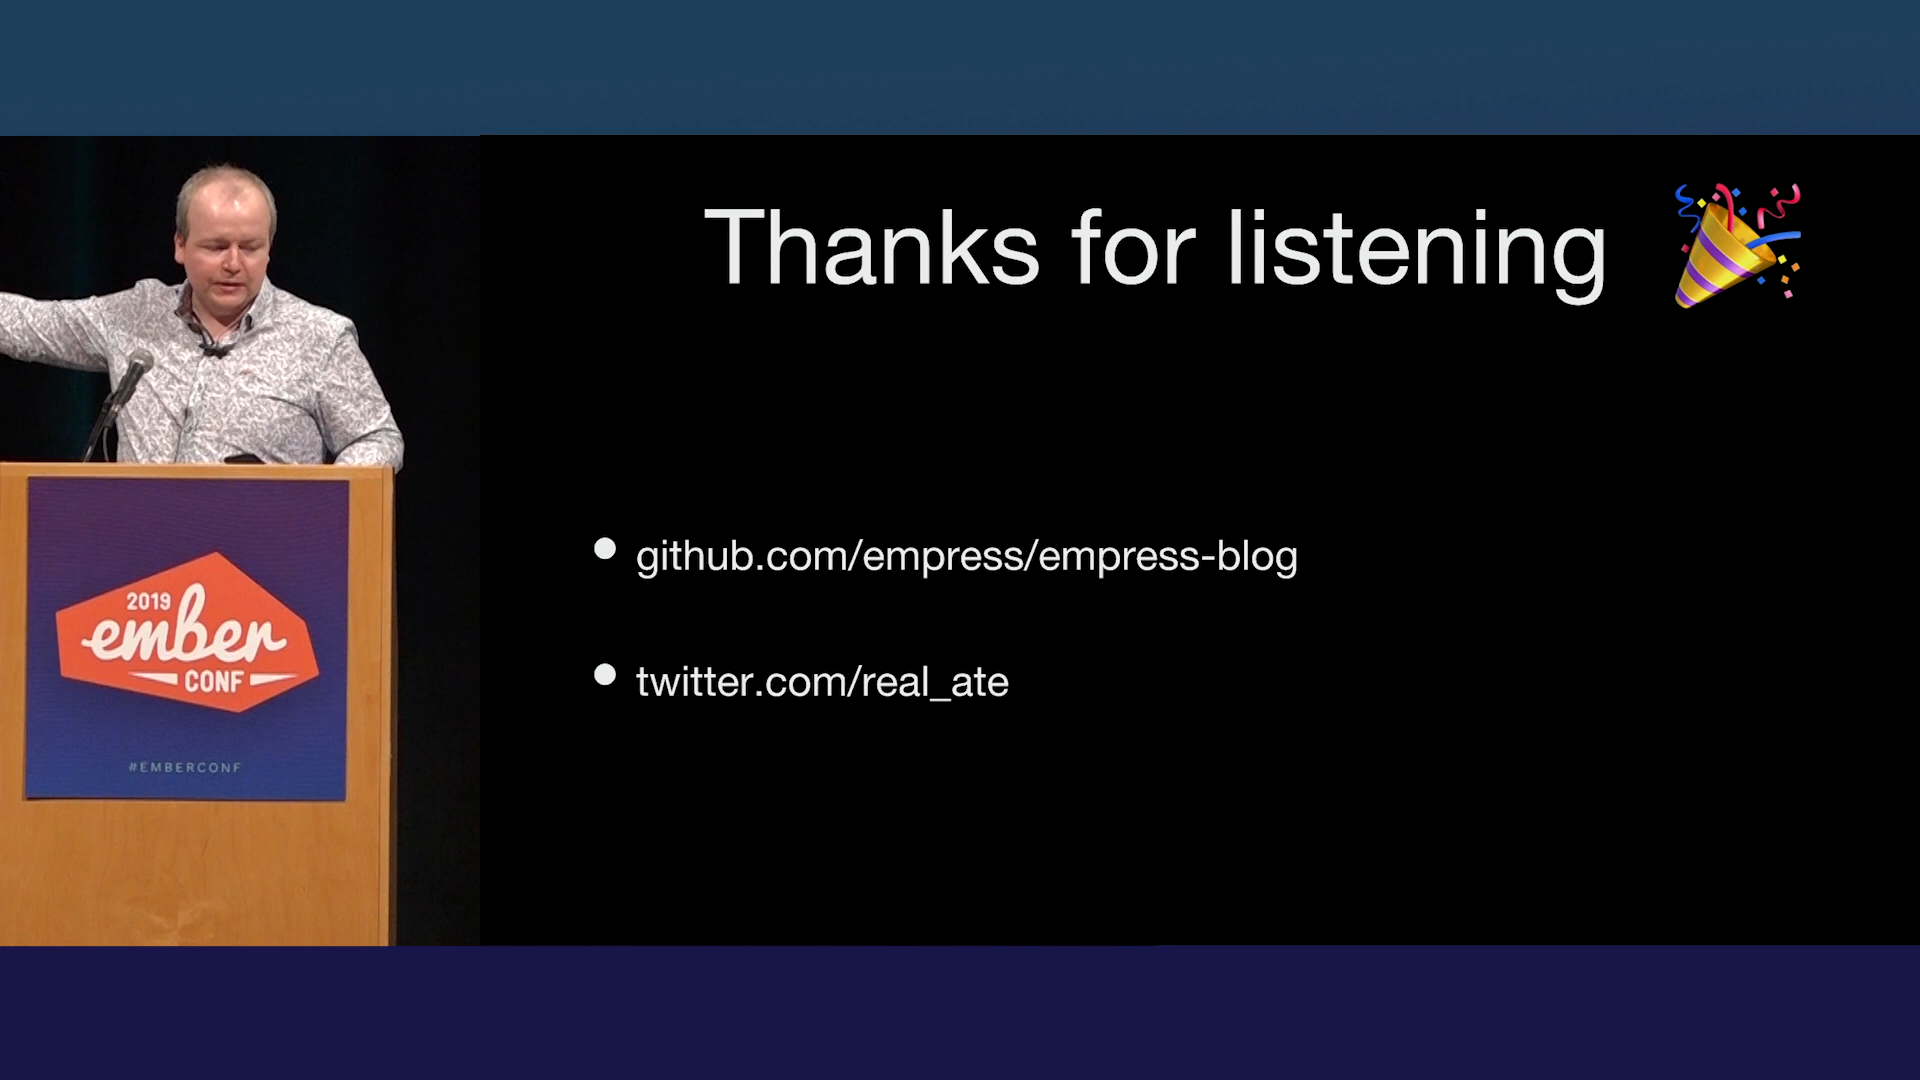 Thanks for listening
github.com/empress/empress-blog
twitter.com/real_ate
2019
ember
CONF
#EMBERCONF